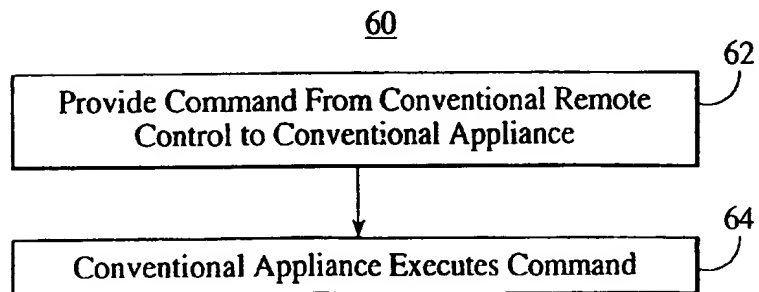 60
62
Provide Command From Conventional Remote
Control to Conventional Appliance
64
Conventional Appliance Executes Command